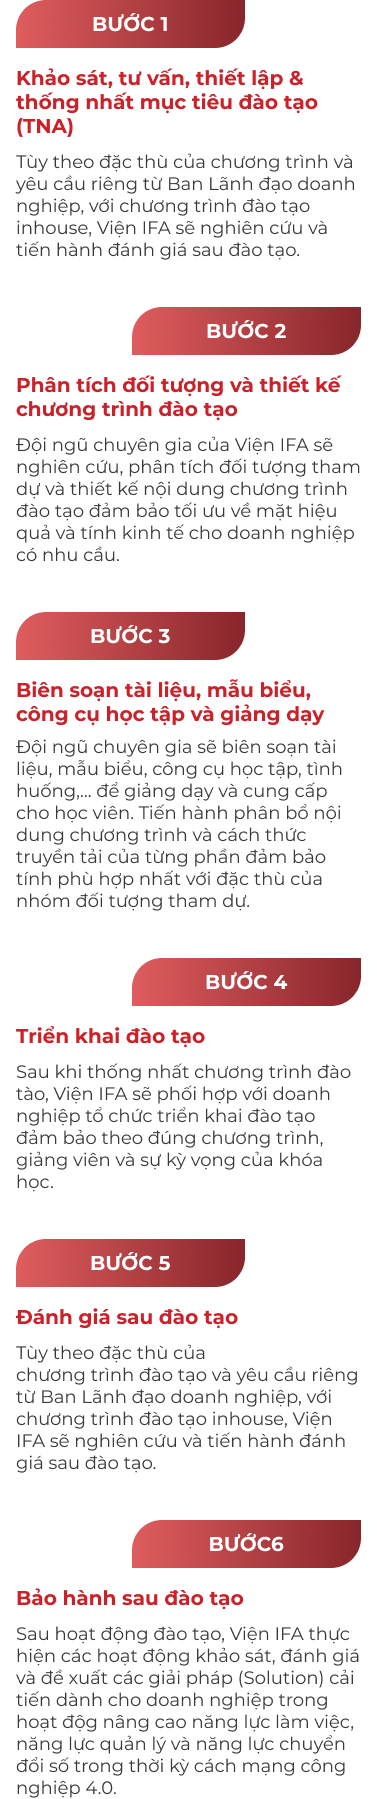 BƯỚC 1
Khảo sát, tư vấn, thiết lập &
thống nhất mục tiêu đào tạo
(TNA)
Tùy theo đặc thù của chương trình và
yêu cầu riêng từ Ban Lãnh đạo doanh
nghiệp, với chương trình đào tạo
inhouse, Viện IFA sẽ nghiên cứu và
tiến hành đánh giá sau đào tạo.
BƯỚC 2
Phân tích đối tượng và thiết kế
chương trình đào tạo
Đội ngũ chuyên gia của Viện IFA sẽ
nghiên cứu, phân tích đối tượng tham
dự và thiết kế nội dung chương trình
đào tạo đảm bảo tối ưu về mặt hiệu
quả và tính kinh tế cho doanh nghiệp
có nhu cầu.
BƯỚC 3
Biên soạn tài liệu, mẫu biểu,
công cụ học tập và giảng dạy
Đội ngũ chuyên gia sẽ biên soạn tài
liệu, mẫu biểu, công cụ học tập, tình
huống,... để giảng dạy và cung cấp
cho học viên. Tiến hành phân bổ nội
dung chương trình và cách thức
truyền tải của từng phần đảm bảo
tính phù hợp nhất với đặc thù của
nhóm đối tượng tham dự.
BƯỚC 4
Triển khai đào tạo
Sau khi thống nhất chương trình đào
tào, Viện IFA sẽ phối hợp với doanh
nghiệp tổ chức triển khai đào tạo
đảm bảo theo đúng chương trình,
giảng viên và sự kỳ vọng của khóa
học.
BƯỚC 5
Đánh giá sau đào tạo
Tùy theo đặc thù của
chương trình đào tạo và yêu cầu riêng
từ Ban Lãnh đạo doanh nghiệp, với
chương trình đào tạo inhouse, Viện
IFA sẽ nghiên cứu và tiến hành đánh
giá sau đào tạo.
BƯỚC6
Bảo hành sau đào tạo
Sau hoạt động đào tạo, Viện IFA thực
hiện các hoạt động khảo sát, đánh giá
và đề xuất các giải pháp (Solution) cải
tiến dành cho doanh nghiệp trong
hoạt độg nâng cao năng lực làm việc,
năng lực quản lý và năng lực chuyển
đổi số trong thời kỳ cách mạng công
nghiệp 4.0.